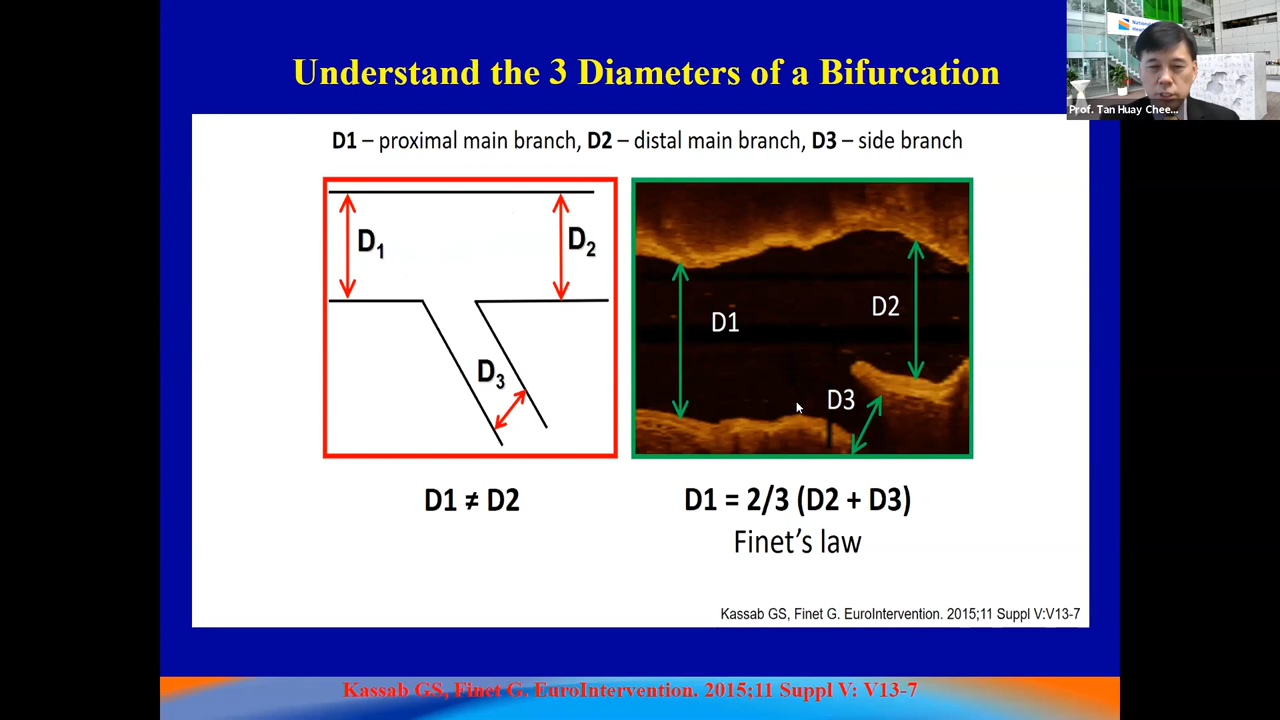 Understand the 3 Diameters of a Bifurcation
National
Prof. Tan Huay Chee...
D1 – proximal main branch, D2 – distal main branch, D3 – side branch
D1
D2
D3
D1
D2
D3
D1 ≠ D2
D1 = 2/3 (D2 + D3)
Finet's law
Kassab GS, Finet G. EuroIntervention. 2015;11 Suppl V:V13-7
Kassab GS, Finet G. EuroIntervention. 2015;11 Suppl V: V13-7